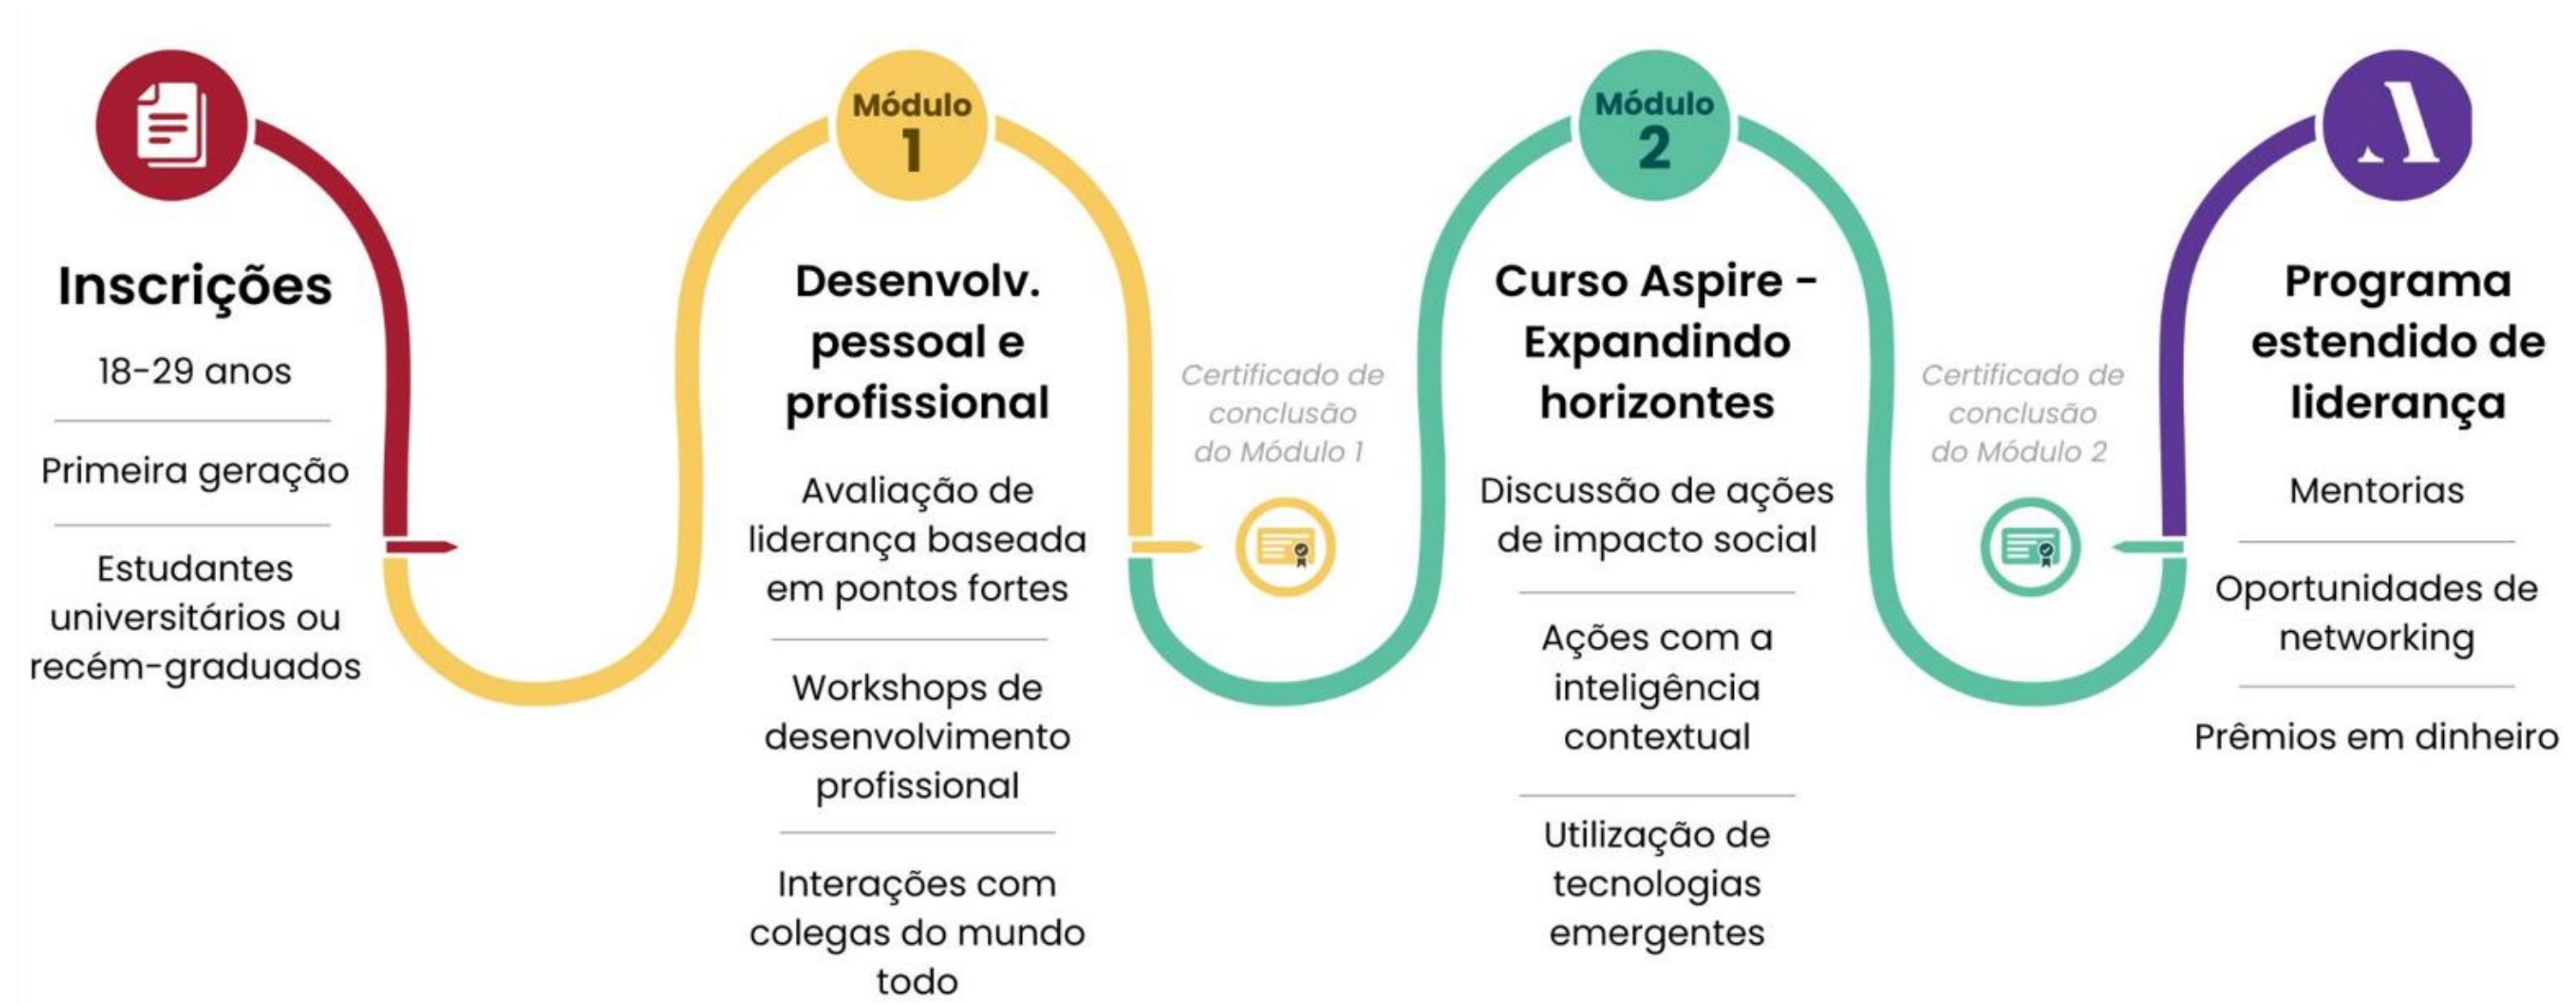 Inscrições
18-29 anos
Primeira geração
Estudantes
universitários ou
recém-graduados
Módulo
1
Desenvolv.
pessoal e
profissional
Avaliação de
liderança baseada
em pontos fortes
Workshops de
desenvolvimento
profissional
Interações com
colegas do mundo
todo
Certificado de
conclusão
do Módulo 1
Módulo
2
Curso Aspire -
Expandindo
horizontes
Discussão de ações
de impacto social
Ações com a
inteligência
contextual
Utilização de
tecnologias
emergentes
Certificado de
conclusão
do Módulo 2
A
Programa
estendido de
liderança
Mentorias
Oportunidades de
networking
Prêmios em dinheiro